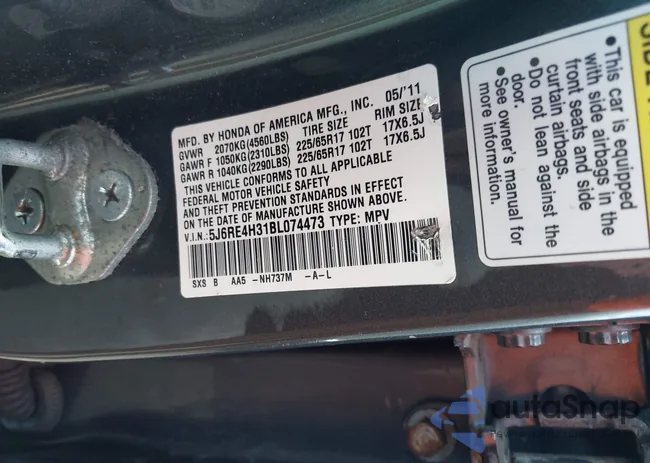 MFD. BY HONDA OF AMERICA MFG., INC. 05/'11
GVWR 2070KG(4560LBS) TIRE SIZE RIM SIZE
GAWR F 1050KG(2310LBS) 225/65R17 102T 17X6.5J
GAWR R 1040KG(2290LBS) 225/65R17 102T 17X6.5J
THIS VEHICLE CONFORMS TO ALL APPLICABLE
FEDERAL MOTOR VEHICLE SAFETY
AND THEFT PREVENTION STANDARDS IN EFFECT
ON THE DATE OF MANUFACTURE SHOWN ABOVE.
V.I.N.: 5J6RE4H31BL074473 TYPE: MPV
SXS B AA5 -NH737M -A-L
•This car is equipped
with side airbags in the
front seats and side
curtain airbags.
•Do not lean against the
door.
•See owner's manual for
more information.
SIDE
autoSnap